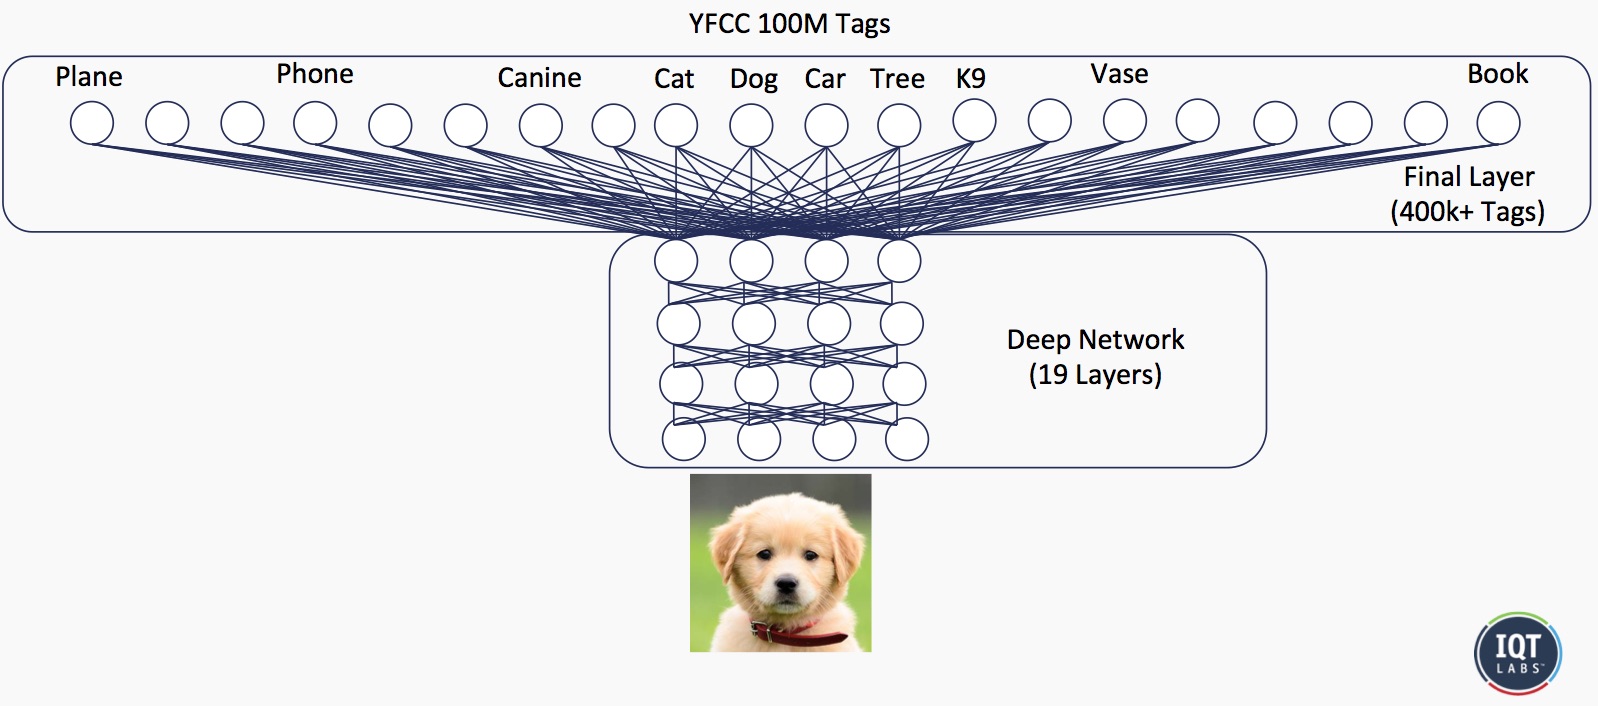 YFCC 100M Tags
Plane Phone Canine Cat Dog Car Tree K9 Vase Book
Final Layer
(400k+ Tags)
Deep Network
(19 Layers)
IQT
LABS™